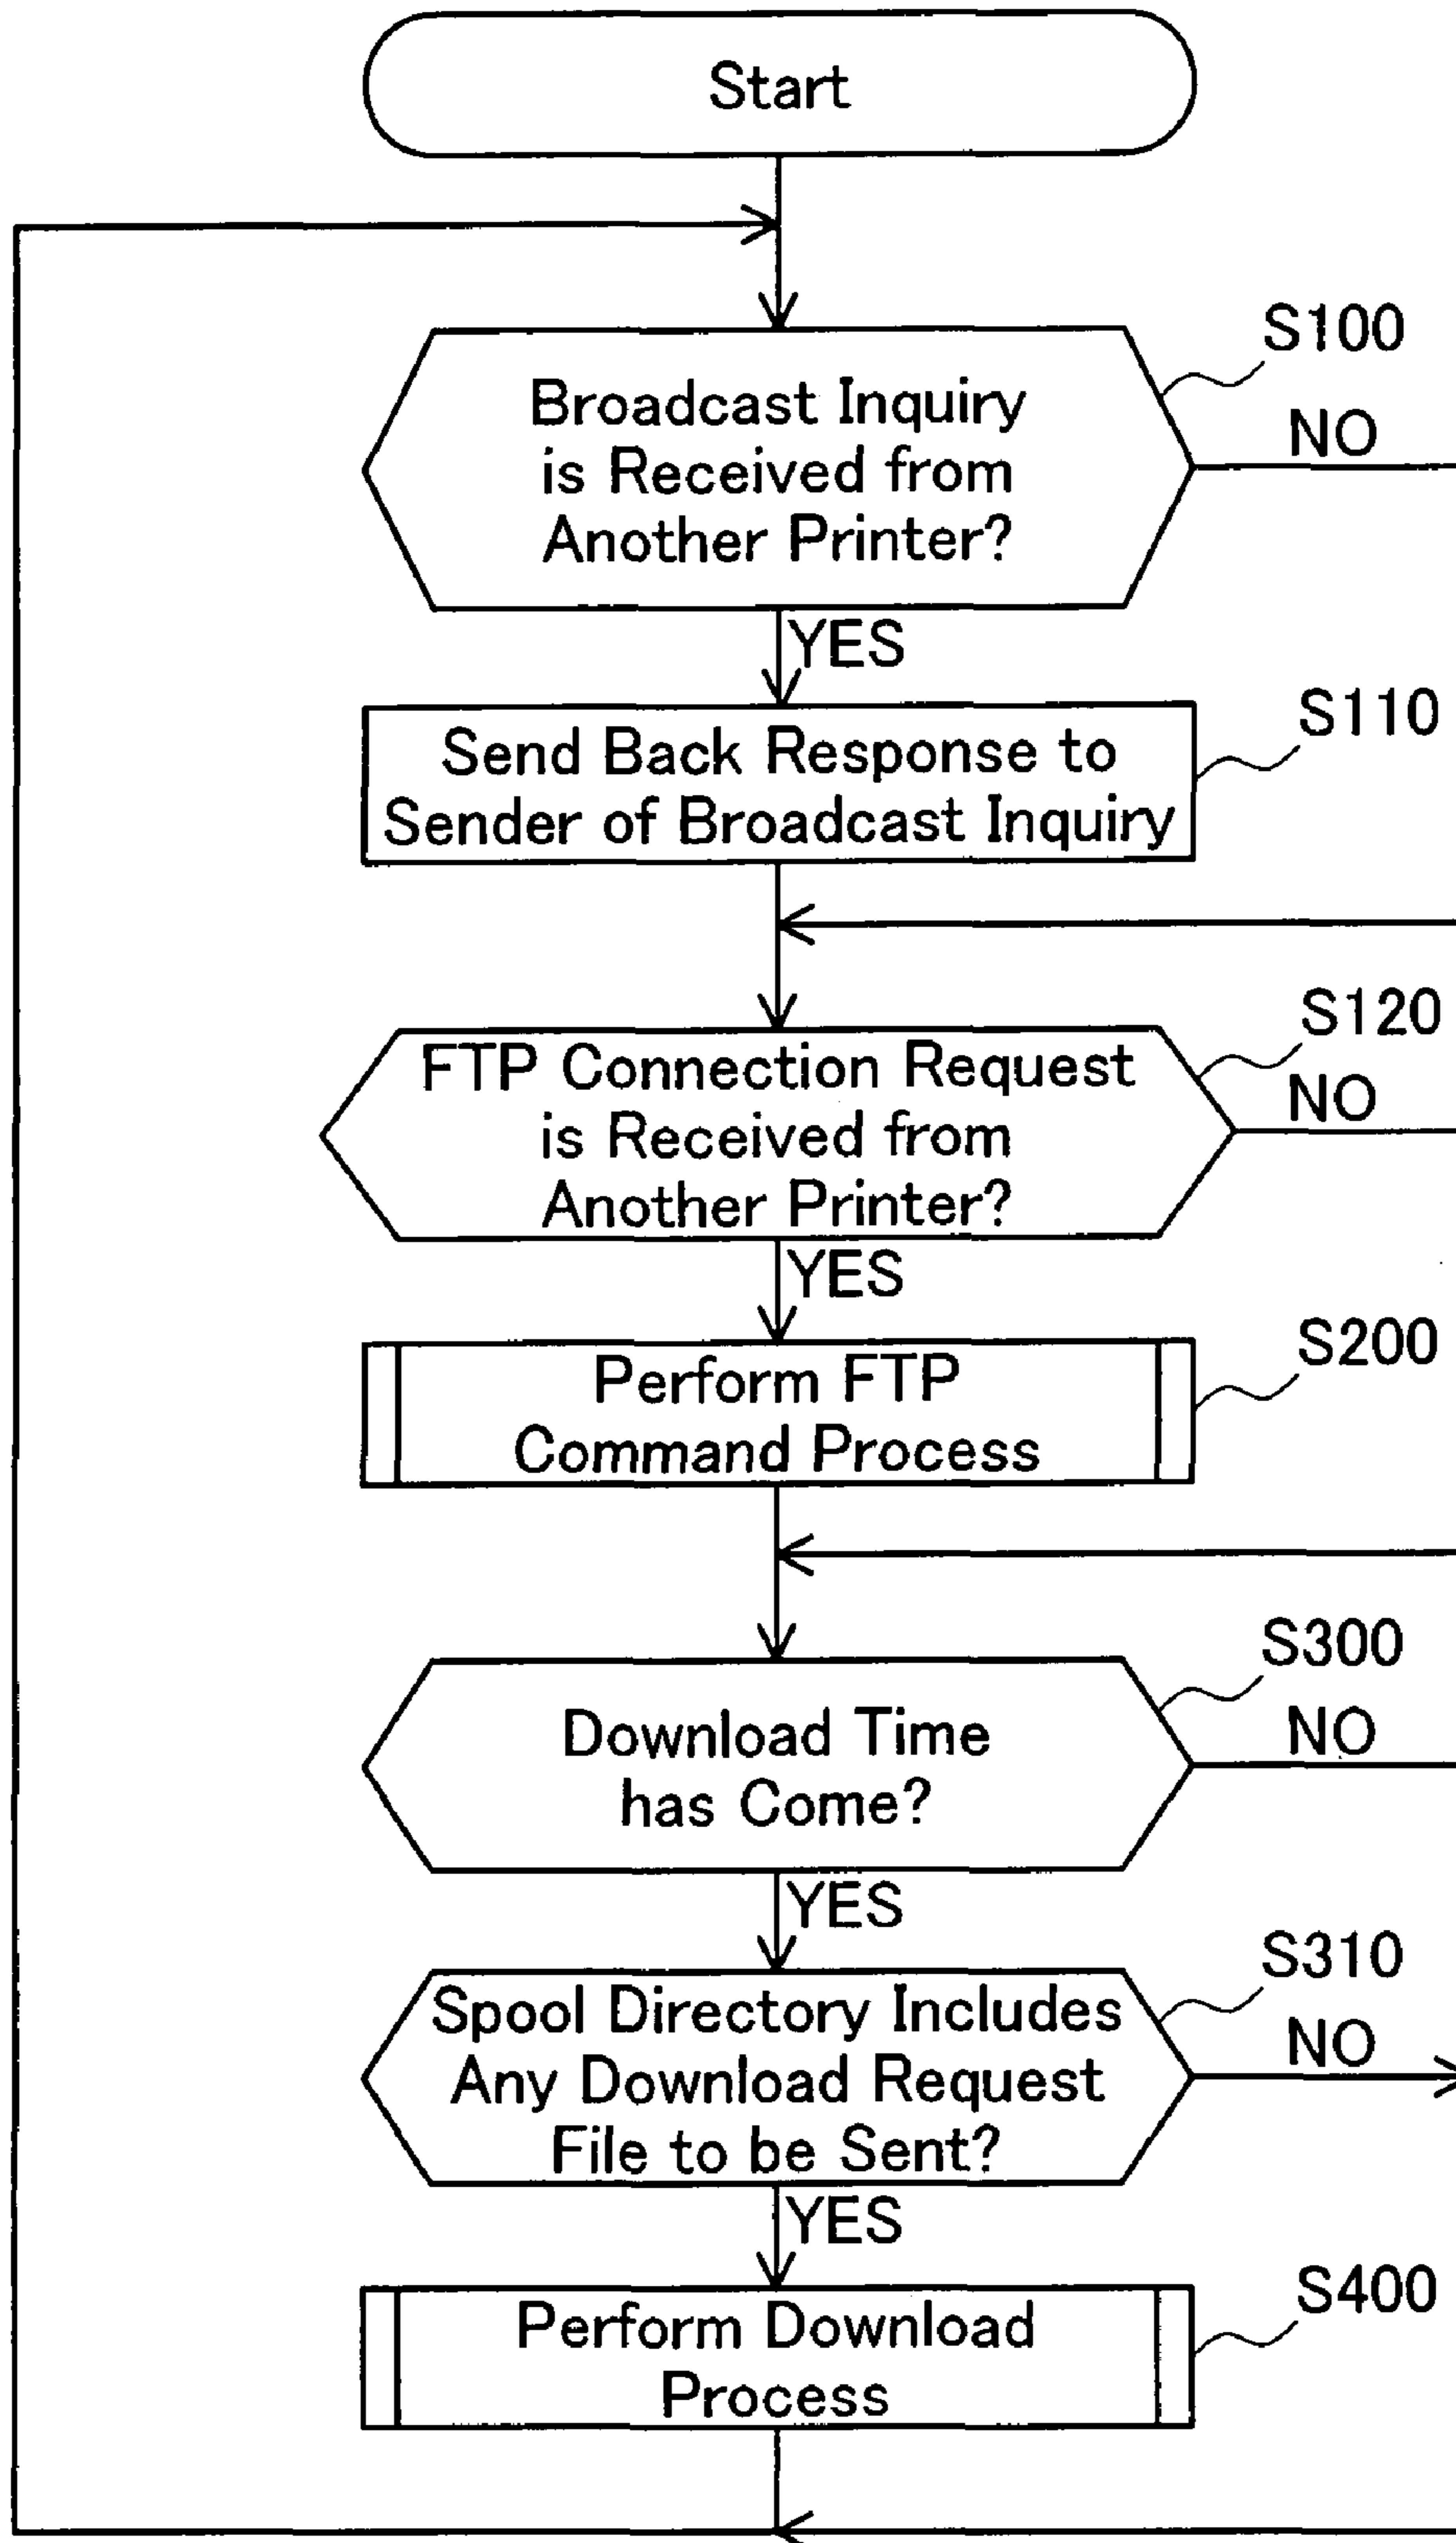 Start
S100
Broadcast Inquiry
is Received from
Another Printer?
NO
YES
S110
Send Back Response to
Sender of Broadcast Inquiry
S120
FTP Connection Request
is Received from
Another Printer?
NO
YES
S200
Perform FTP
Command Process
S300
Download Time
has Come?
NO
YES
S310
Spool Directory Includes
Any Download Request
File to be Sent?
NO
YES
S400
Perform Download
Process